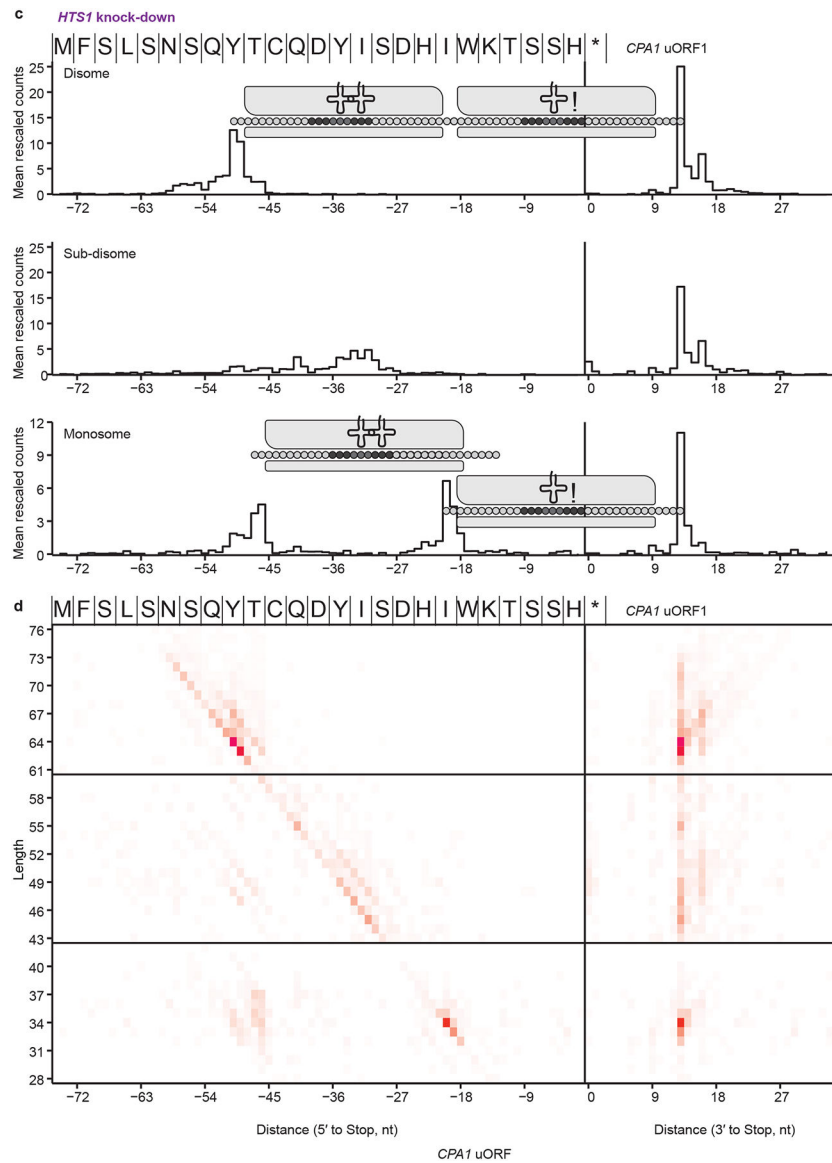 c
HTS1 knock-down
M F S L S N S Q Y T C Q D Y I S D H I W K T S S H * CPA1 uORF1
Disome
Mean rescaled counts
25
20
15
10
5
0
!
−72 −63 −54 −45 −36 −27 −18 −9 0 9 18 27
Sub-disome
Mean rescaled counts
25
20
15
10
5
0
−72 −63 −54 −45 −36 −27 −18 −9 0 9 18 27
Monosome
Mean rescaled counts
12
9
6
3
0
!
−72 −63 −54 −45 −36 −27 −18 −9 0 9 18 27
d
M F S L S N S Q Y T C Q D Y I S D H I W K T S S H * CPA1 uORF1
Length
76
73
70
67
64
61
58
55
52
49
46
43
40
37
34
31
28
−72 −63 −54 −45 −36 −27 −18 −9 0 9 18 27
Distance (5′ to Stop, nt) Distance (3′ to Stop, nt)
CPA1 uORF